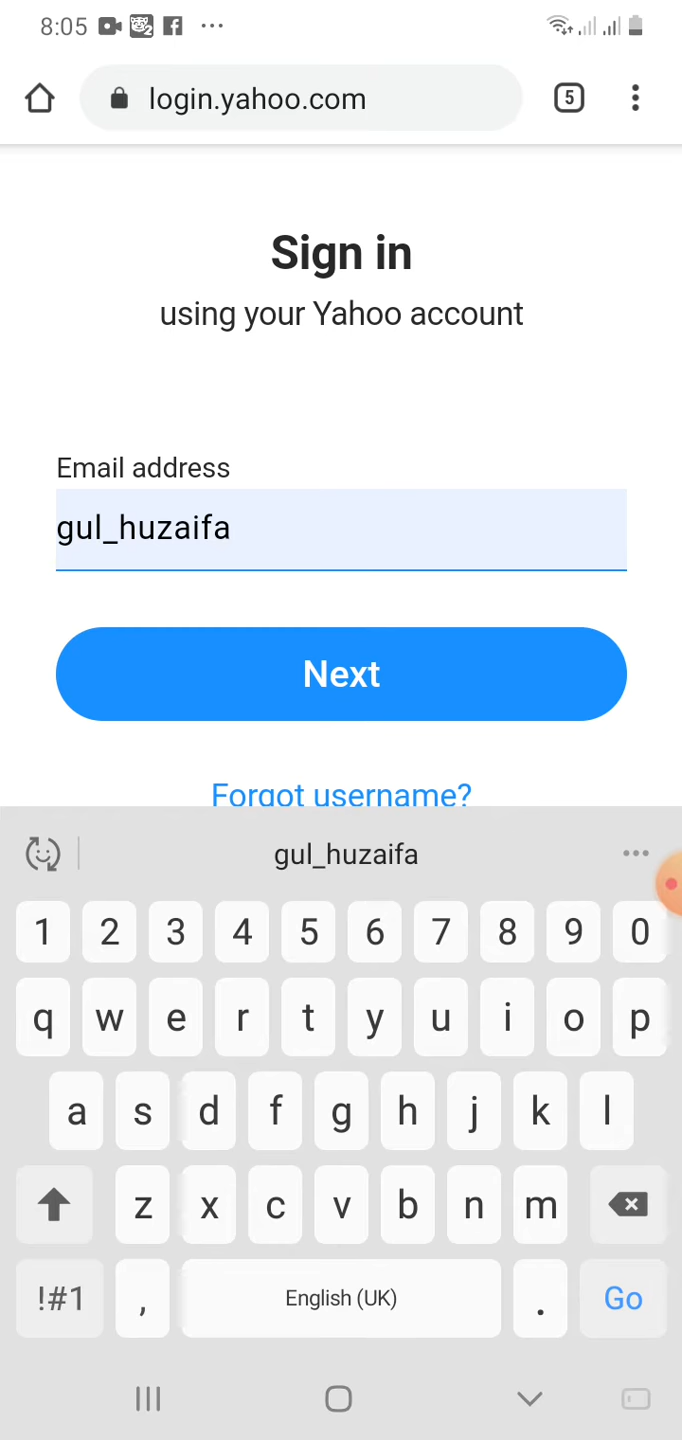 8:05
login.yahoo.com
5
Sign in
using your Yahoo account
Email address
gul_huzaifa
Next
Forgot username?
gul_huzaifa
1 2 3 4 5 6 7 8 9 0
q w e r t y u i o p
a s d f g h j k l
z x c v b n m
!#1 , English (UK) . Go